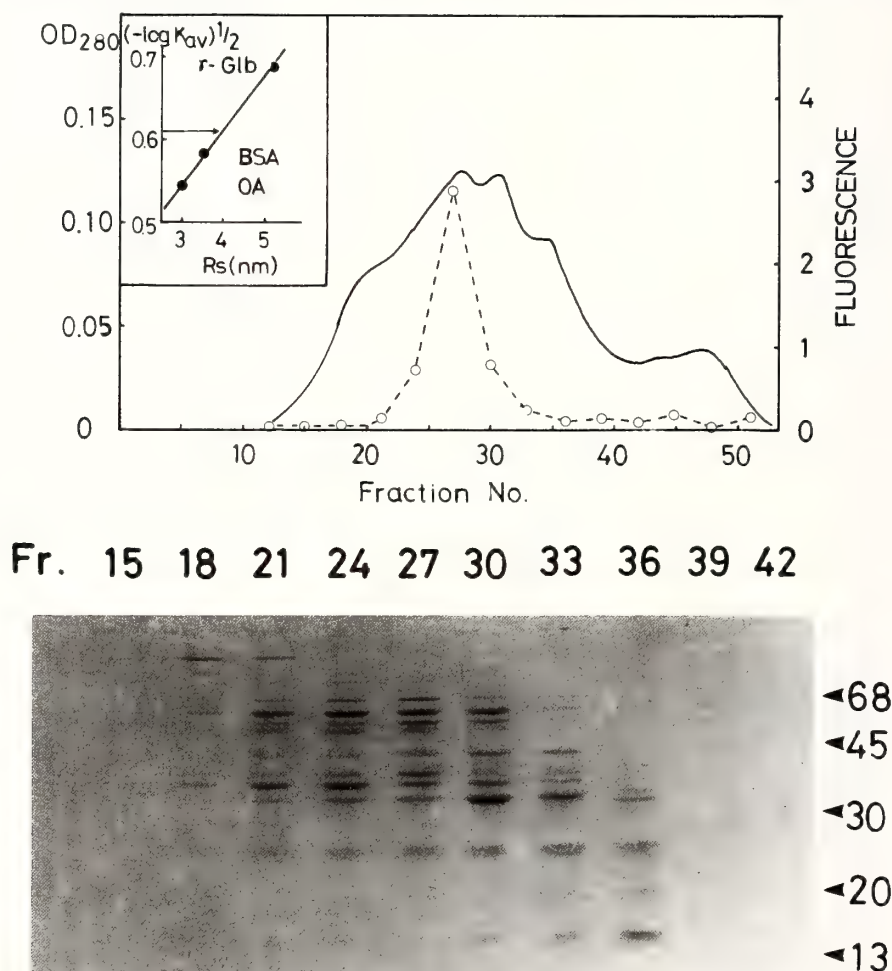 OD280
(-log Kav)1/2
0.7
0.6
0.5
r-Glb
BSA
OA
3 4 5
Rs(nm)
0.15
0.10
0.05
0
4
3
2
1
0
FLUORESCENCE
10 20 30 40 50
Fraction No.
Fr. 15 18 21 24 27 30 33 36 39 42
◄68
◄45
◄30
◄20
◄13